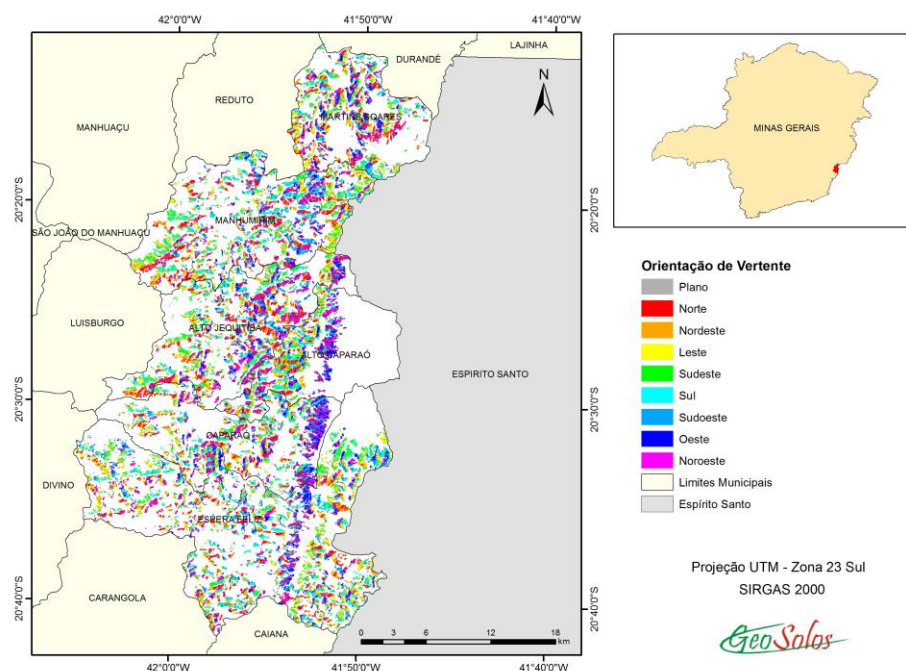 42°0'0"W
41°50'0"W
41°40'0"W
LAJINHA
DURANDÉ
N
REDUTO
MANHUAÇU
MARTINS SOARES
MINAS GERAIS
20°20'0"S
20°20'0"S
MANHUMIRIM
SÃO JOÃO DO MANHUAÇU
Orientação de Vertente
Plano
Norte
Nordeste
Leste
Sudeste
Sul
Sudoeste
Oeste
Noroeste
Limites Municipais
Espírito Santo
LUISBURGO
ALTO JEQUITIBÁ
ALTO CAPARAÓ
ESPIRITO SANTO
20°30'0"S
20°30'0"S
CAPARAÓ
DIVINO
ESPERA FELIZ
Projeção UTM - Zona 23 Sul
SIRGAS 2000
20°40'0"S
20°40'0"S
CARANGOLA
CAIANA
0 3 6 12 18
km
GeoSolos
42°0'0"W
41°50'0"W
41°40'0"W